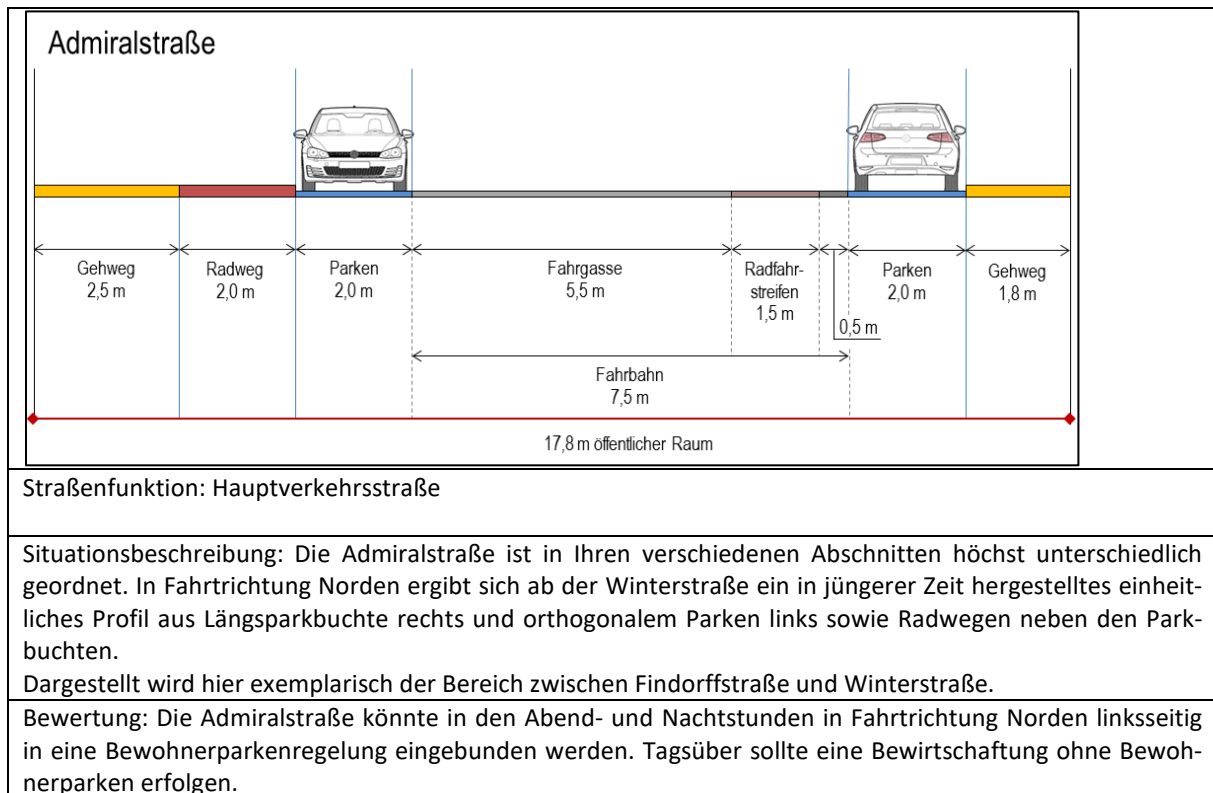 Admiralstraße
Gehweg
2,5 m
Radweg
2,0 m
Parken
2,0 m
Fahrgasse
5,5 m
Radfahr-
streifen
1,5 m
0,5 m
Parken
2,0 m
Gehweg
1,8 m
Fahrbahn
7,5 m
17,8 m öffentlicher Raum
Straßenfunktion: Hauptverkehrsstraße
Situationsbeschreibung: Die Admiralstraße ist in Ihren verschiedenen Abschnitten höchst unterschiedlich
geordnet. In Fahrtrichtung Norden ergibt sich ab der Winterstraße ein in jüngerer Zeit hergestelltes einheit-
liches Profil aus Längsparkbuchte rechts und orthogonalem Parken links sowie Radwegen neben den Park-
buchten.
Dargestellt wird hier exemplarisch der Bereich zwischen Findorffstraße und Winterstraße.
Bewertung: Die Admiralstraße könnte in den Abend- und Nachtstunden in Fahrtrichtung Norden linksseitig
in eine Bewohnerparkenregelung eingebunden werden. Tagsüber sollte eine Bewirtschaftung ohne Bewoh-
nerparken erfolgen.